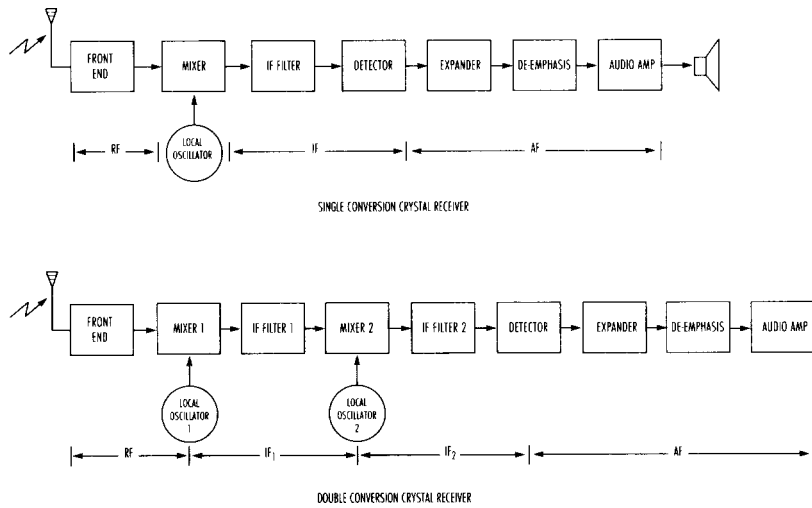 FRONT
END
MIXER
IF FILTER
DETECTOR
EXPANDER
DE-EMPHASIS
AUDIO AMP
LOCAL
OSCILLATOR
RF
IF
AF
SINGLE CONVERSION CRYSTAL RECEIVER
FRONT
END
MIXER 1
IF FILTER 1
MIXER 2
IF FILTER 2
DETECTOR
EXPANDER
DE-EMPHASIS
AUDIO AMP
LOCAL
OSCILLATOR
1
LOCAL
OSCILLATOR
2
RF
IF₁
IF₂
AF
DOUBLE CONVERSION CRYSTAL RECEIVER